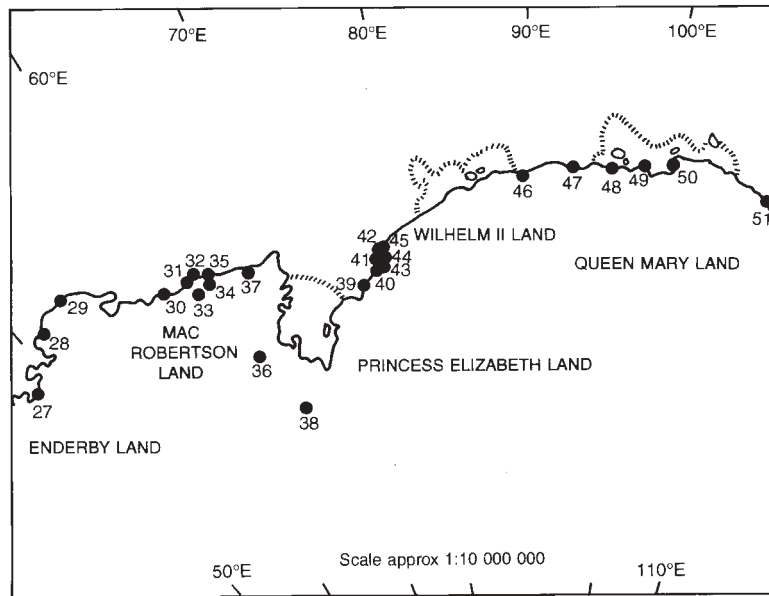 70°E 80°E 90°E 100°E
60°E
46 47 48 49 50
51
42 45
WILHELM II LAND
41 44
QUEEN MARY LAND
43
32 35
31
37
39 40
34
29
30 33
28
MAC
ROBERTSON
LAND
36
PRINCESS ELIZABETH LAND
27
38
ENDERBY LAND
Scale approx 1:10 000 000
50°E 110°E